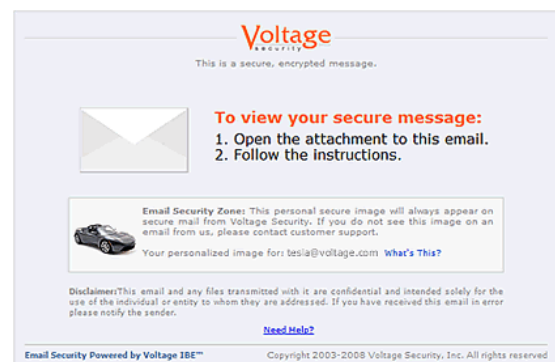 Voltage
security
This is a secure, encrypted message.
To view your secure message:
1. Open the attachment to this email.
2. Follow the instructions.
Email Security Zone: This personal secure image will always appear on
secure mail from Voltage Security. If you do not see this image on an
email from us, please contact customer support.
Your personalized image for: tesia@voltage.com What's This?
Disclaimer:This email and any files transmitted with it are confidential and intended solely for the
use of the individual or entity to whom they are addressed. If you have received this email in error
please notify the sender.
Need Help?
Email Security Powered by Voltage IBE™
Copyright 2003-2008 Voltage Security, Inc. All rights reserved